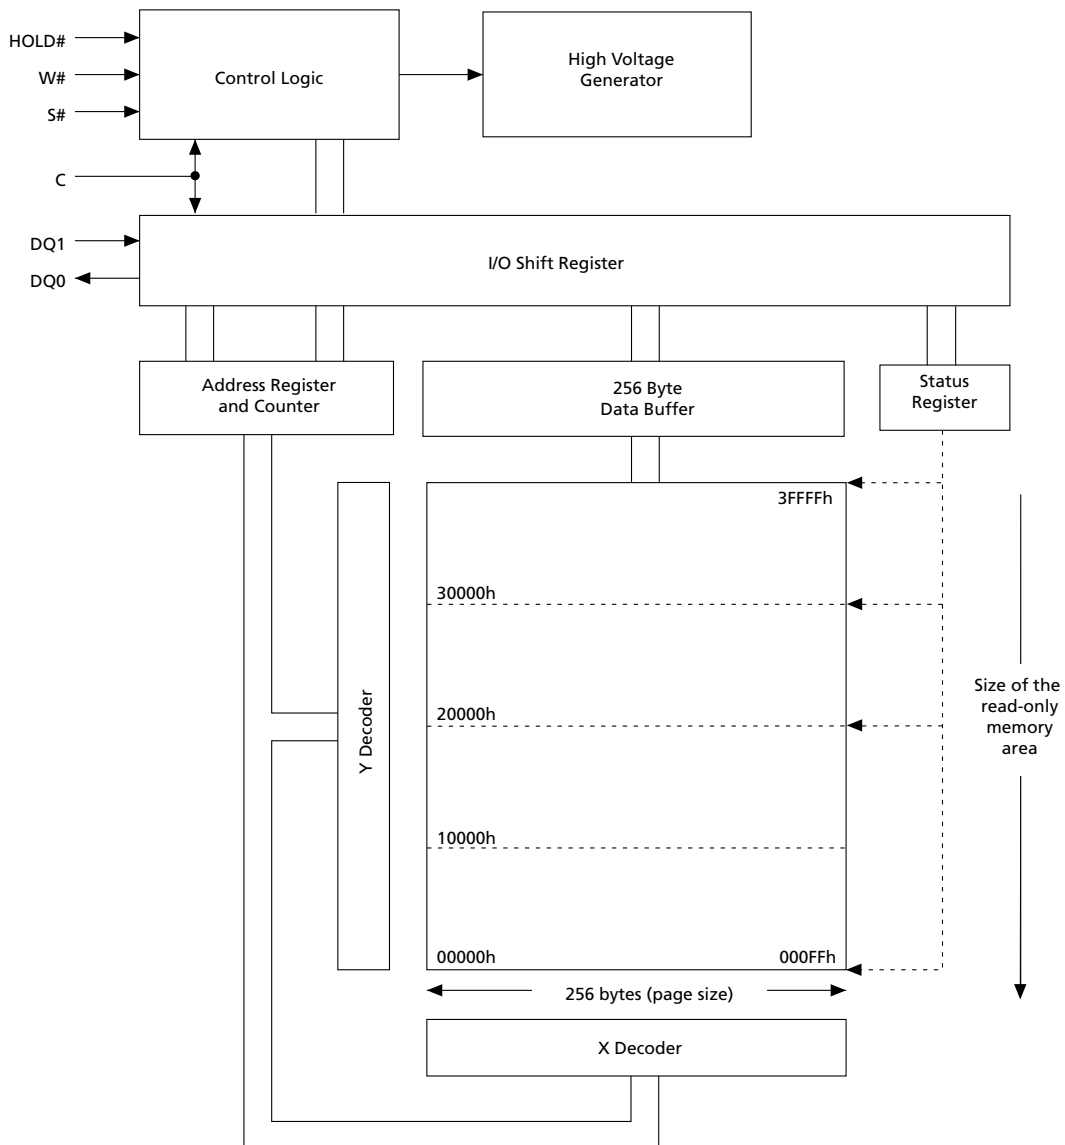 HOLD#
W#
S#
C
DQ1
DQ0
Control Logic
High Voltage
Generator
I/O Shift Register
Address Register
and Counter
256 Byte
Data Buffer
Status
Register
Y Decoder
3FFFFh
30000h
20000h
10000h
00000h
000FFh
Size of the
read-only
memory
area
256 bytes (page size)
X Decoder